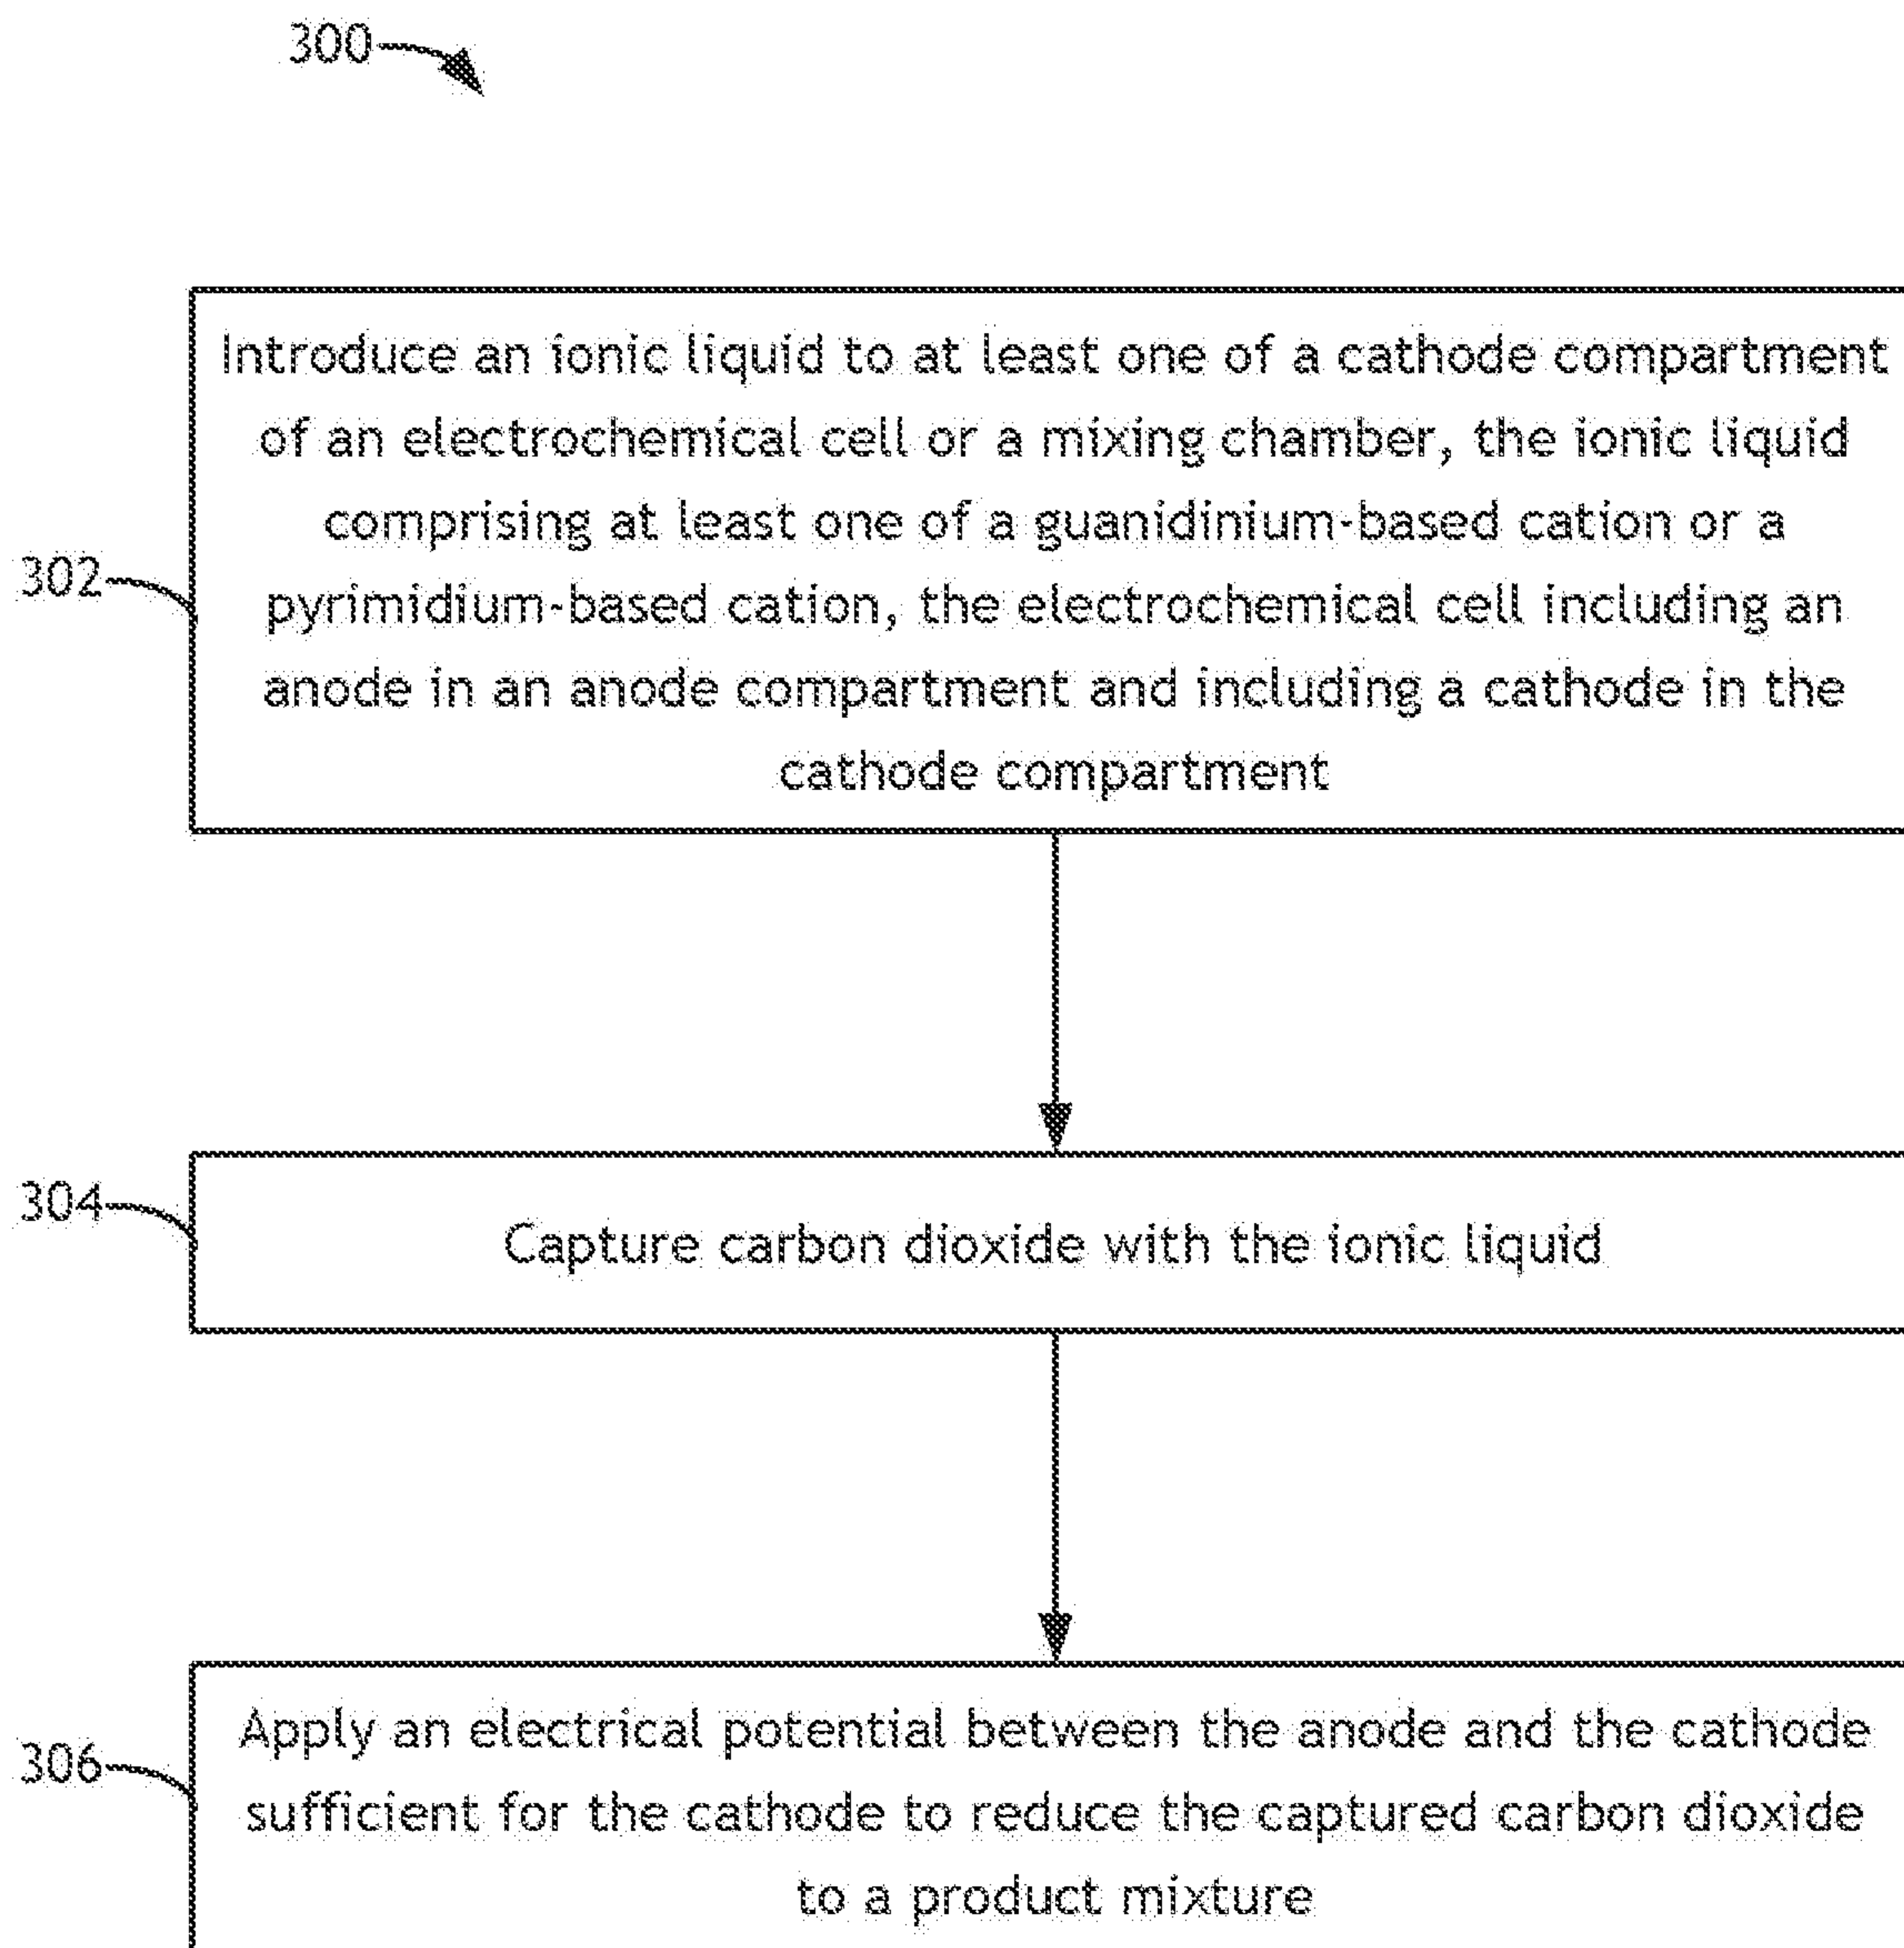 300
Introduce an ionic liquid to at least one of a cathode compartment
of an electrochemical cell or a mixing chamber, the ionic liquid
comprising at least one of a guanidinium-based cation or a
302
pyrimidium-based cation, the electrochemical cell including an
anode in an anode compartment and including a cathode in the
cathode compartment
304
Capture carbon dioxide with the ionic liquid
Apply an electrical potential between the anode and the cathode
306
sufficient for the cathode to reduce the captured carbon dioxide
to a product mixture